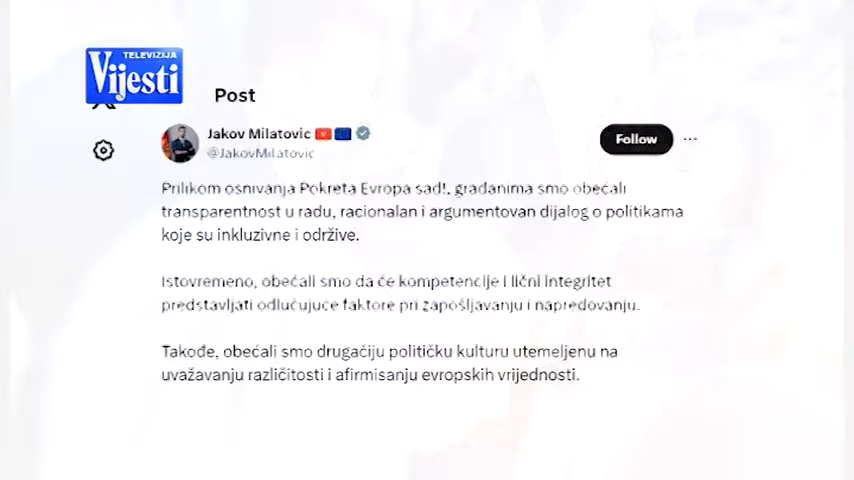 TELEVIZIJA
Vijesti
Post
Jakov Milatovic
@JakovMilatovic
Follow
Prilikom osnivanja Pokreta Evropa sad!, građanima smo obećali
transparentnost u radu, racionalan i argumentovan dijalog o politikama
koje su inkluzivne i održive.
Istovremeno, obećali smo da će kompetencije i lični integritet
predstavljati odlučujuće faktore pri zapošljavanju i napredovanju.
Takođe, obećali smo drugačiju političku kulturu utemeljenu na
uvažavanju različitosti i afirmisanju evropskih vrijednosti.